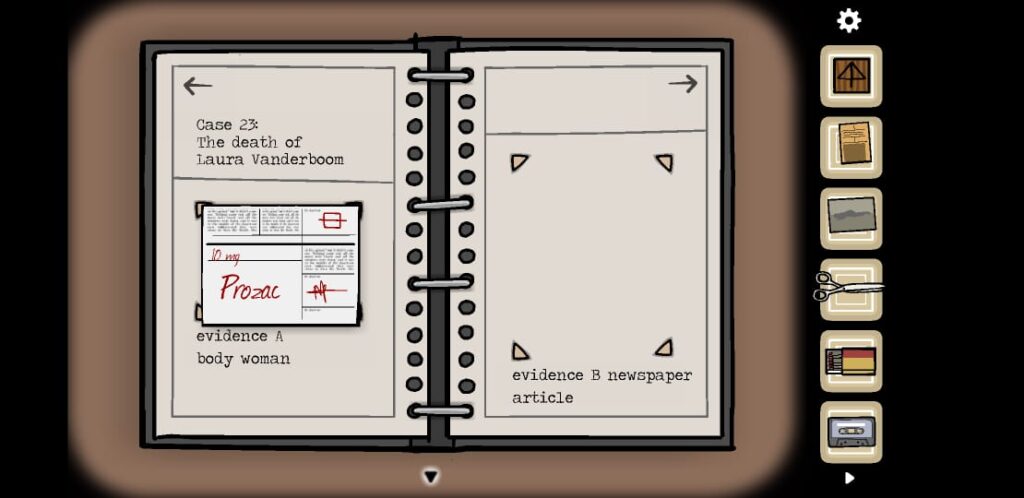 Case 23:
The death of
Laura Vanderboom
10 mg
Prozac
evidence A
body woman
evidence B newspaper
article